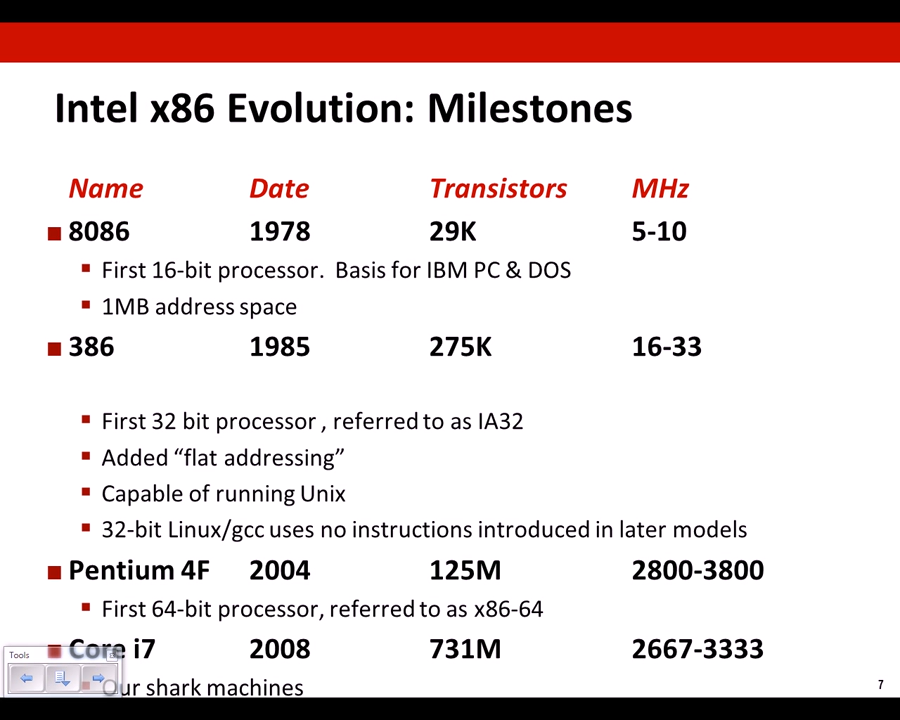 Intel x86 Evolution: Milestones
Name Date Transistors MHz
8086 1978 29K 5-10
First 16-bit processor. Basis for IBM PC & DOS
1MB address space
386 1985 275K 16-33
First 32 bit processor , referred to as IA32
Added “flat addressing”
Capable of running Unix
32-bit Linux/gcc uses no instructions introduced in later models
Pentium 4F 2004 125M 2800-3800
First 64-bit processor, referred to as x86-64
Core i7 2008 731M 2667-3333
Tools
Our shark machines
7